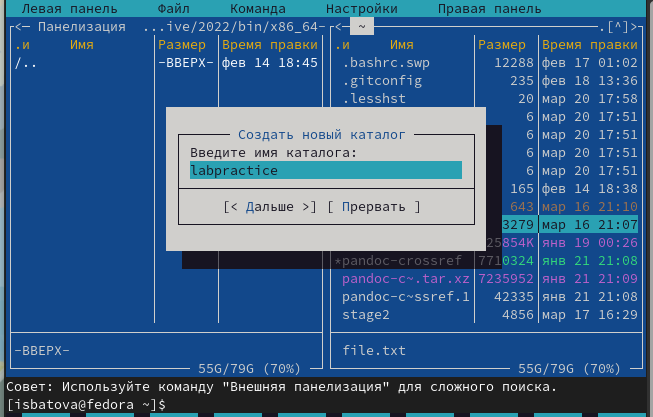 Левая панель Файл Команда Настройки Правая панель
<— Панелизация ...ive/2022/bin/x86_64- <— ~ .[^]>
.и Имя Размер Время правки .и Имя Размер Время правки
/.. -ВВЕРХ- фев 14 18:45 .bashrc.swp 12288 фев 17 01:02
.gitconfig 235 фев 18 13:36
.lesshst 20 мар 20 17:58
6 мар 20 17:51
Создать новый каталог 6 мар 20 17:51
Введите имя каталога: 6 мар 20 17:51
labpractice 6 мар 20 17:51
165 фев 14 18:38
[< Дальше >] [ Прервать ] 643 мар 16 21:10
3279 мар 16 21:07
25854K янв 19 00:26
*pandoc-crossref 7710324 янв 21 21:08
pandoc-c~.tar.xz 7235952 янв 21 21:09
pandoc-c~ssref.1 42335 янв 21 21:08
stage2 4856 мар 17 16:29
-ВВЕРХ- file.txt
55G/79G (70%) 55G/79G (70%)
Совет: Используйте команду "Внешняя панелизация" для сложного поиска.
[isbatova@fedora ~]$